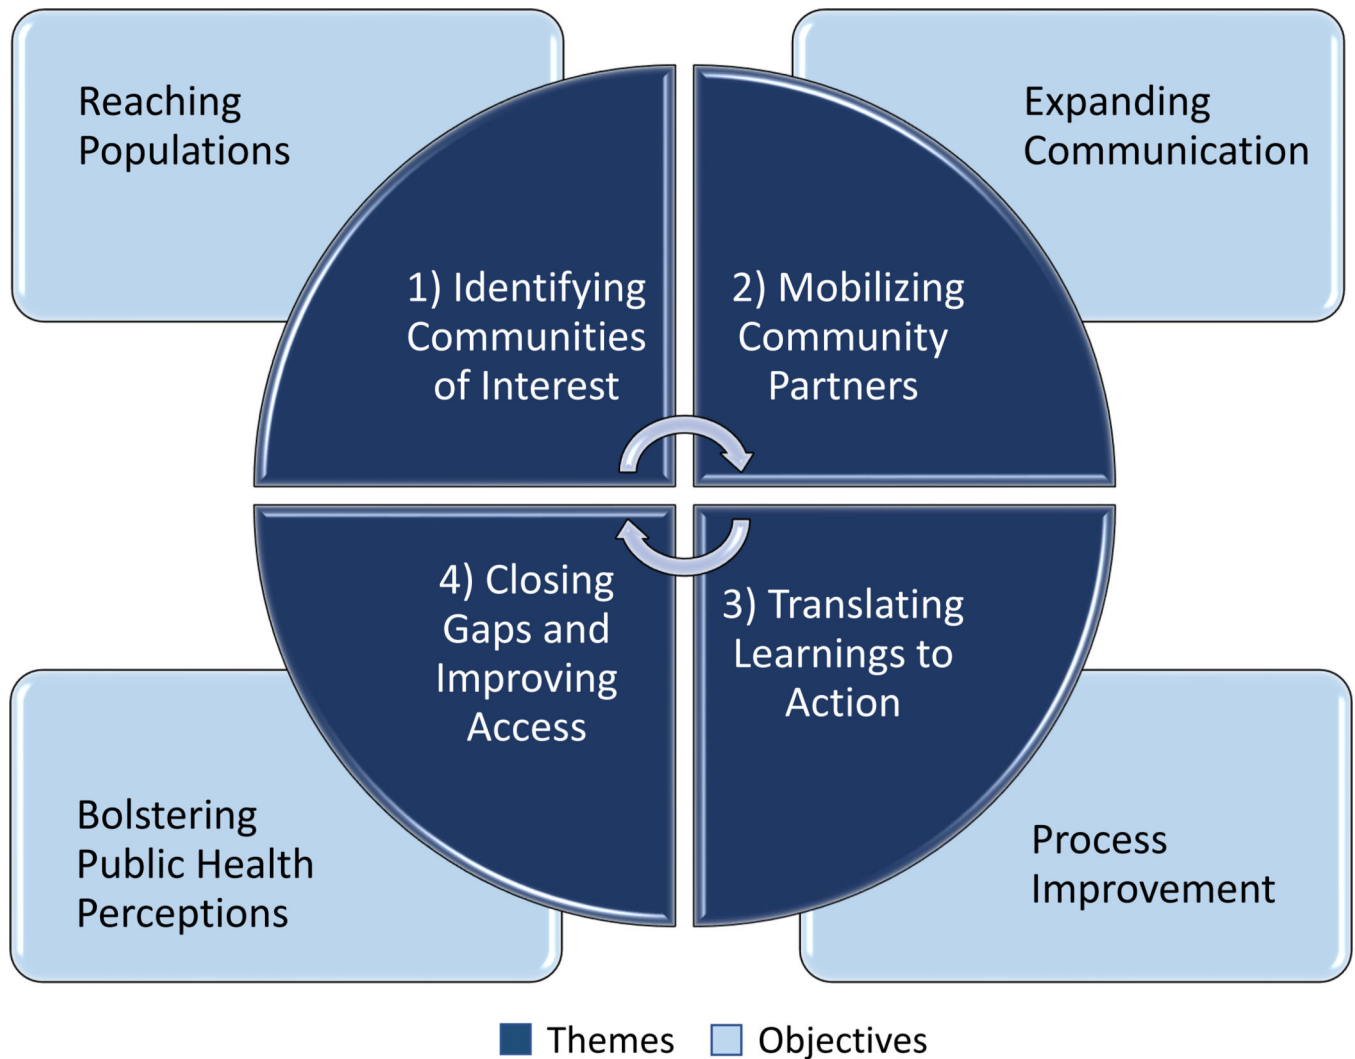 Reaching
Populations
Expanding
Communication
1) Identifying
Communities
of Interest
2) Mobilizing
Community
Partners
4) Closing
Gaps and
Improving
Access
3) Translating
Learnings to
Action
Bolstering
Public Health
Perceptions
Process
Improvement
Themes
Objectives